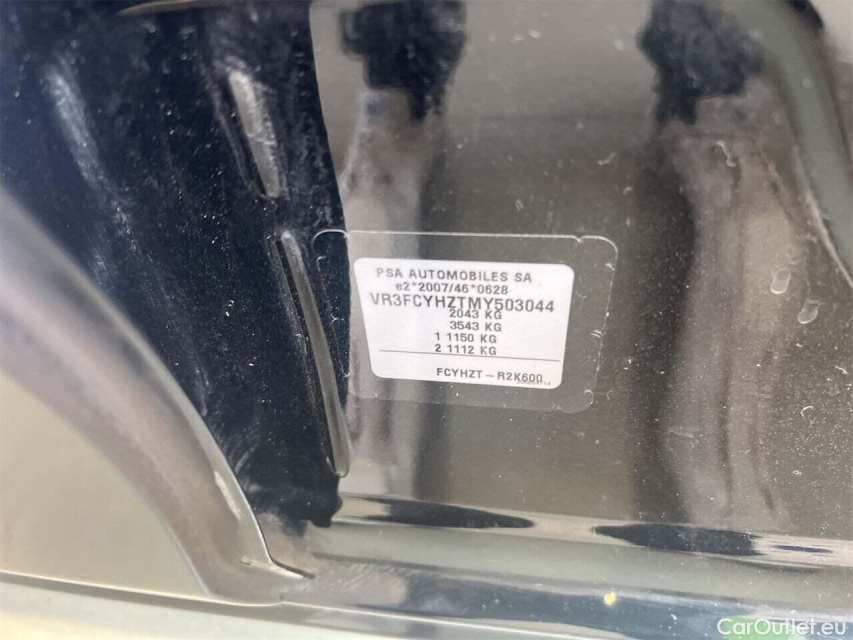 PSA AUTOMOBILES SA
e2*2007/46*0628
VR3FCYHZTMY503044
2043 KG
3543 KG
1 1150 KG
2 1112 KG
FCYHZT – R2K600
CarOutlet.eu